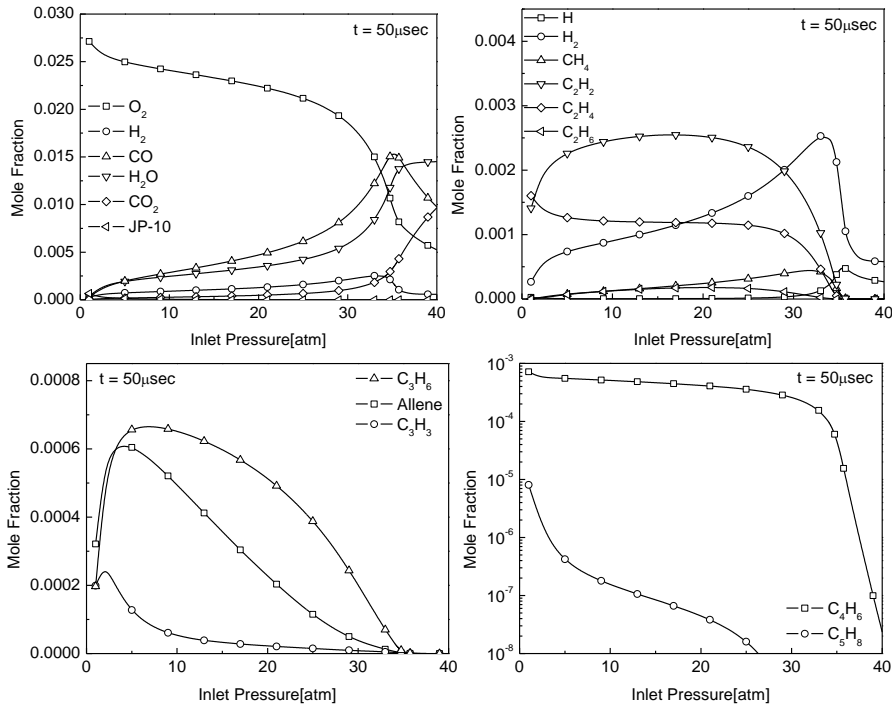 t = 50μsec
0.030
0.025
0.020
0.015
0.010
0.005
0.000
Mole Fraction
O₂
H₂
CO
H₂O
CO₂
JP-10
0 10 20 30 40
Inlet Pressure[atm]
t = 50μsec
0.0045
0.0030
0.0015
0.000
Mole Fraction
H
H₂
CH₄
C₂H₂
C₂H₄
C₂H₆
0 10 20 30 40
Inlet Pressure[atm]
t = 50μsec
0.0008
0.0006
0.0004
0.0002
0.0000
Mole Fraction
C₃H₆
Allene
C₃H₃
0 10 20 30 40
Inlet Pressure[atm]
t = 50μsec
10⁻³
10⁻⁴
10⁻⁵
10⁻⁶
10⁻⁷
10⁻⁸
Mole Fraction
C₄H₆
C₅H₈
0 10 20 30 40
Inlet Pressure[atm]